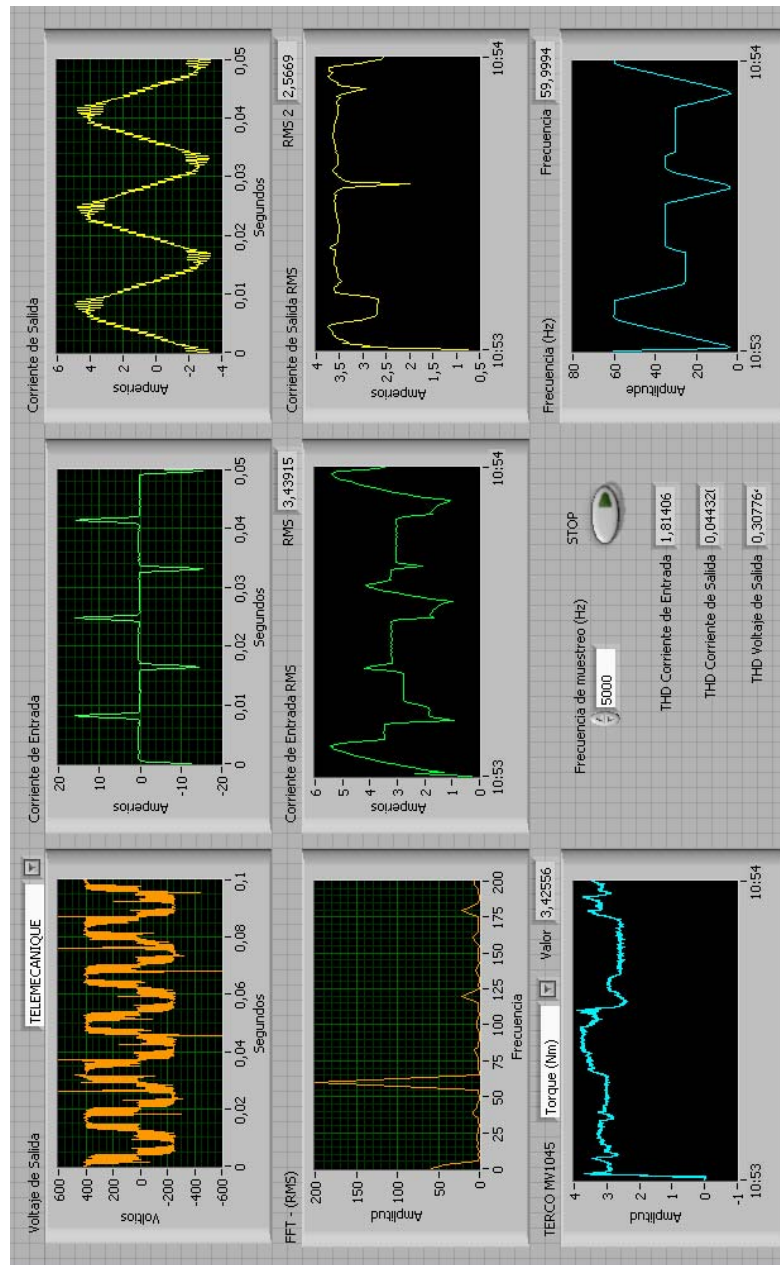 Voltaje de Salida
TELEMECANIQUE
Voltios
600
400
200
0
-200
-400
-600
0
0,02
0,04
0,06
0,08
0,1
Segundos
Corriente de Entrada
Amperios
20
10
0
-10
-20
0
0,01
0,02
0,03
0,04
0,05
Segundos
Corriente de Salida
Amperios
6
4
2
0
-2
-4
0
0,01
0,02
0,03
0,04
0,05
Segundos
FFT - (RMS)
Amplitud
200
150
100
50
0
0
25
50
75
100
125
150
175
200
Frecuencia
Corriente de Entrada RMS
RMS
3,43915
Amperios
6
5
4
3
2
1
0
10:53
10:54
Corriente de Salida RMS
RMS 2
2,5669
Amperios
4
3,5
3
2,5
2
1,5
1
0,5
10:53
10:54
TERCO MV1045
Torque (Nm)
Valor
3,42556
Amplitud
4
3
2
1
0
-1
10:53
10:54
Frecuencia de muestreo (Hz)
5000
STOP
THD Corriente de Entrada
1,81406
THD Corriente de Salida
0,04432(
THD Voltaje de Salida
0,30776
Frecuencia (Hz)
Frecuencia
59,9994
Amplitude
80
60
40
20
0
10:53
10:54